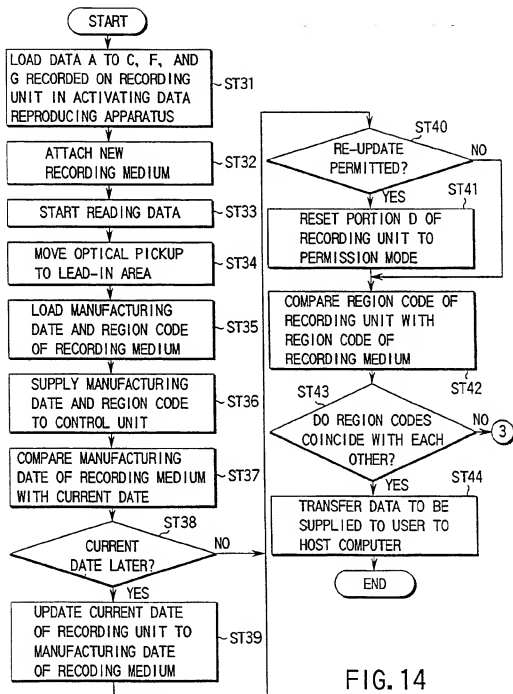 START
LOAD DATA A TO C, F, AND
G RECORDED ON RECORDING
UNIT IN ACTIVATING DATA
REPRODUCING APPARATUS
ST31
ATTACH NEW
RECORDING MEDIUM
ST32
START READING DATA
ST33
MOVE OPTICAL PICKUP
TO LEAD-IN AREA
ST34
LOAD MANUFACTURING
DATE AND REGION CODE
OF RECORDING MEDIUM
ST35
SUPPLY MANUFACTURING
DATE AND REGION CODE
TO CONTROL UNIT
ST36
COMPARE MANUFACTURING
DATE OF RECORDING MEDIUM
WITH CURRENT DATE
ST37
ST38
CURRENT
DATE LATER?
NO
YES
UPDATE CURRENT DATE
OF RECORDING UNIT TO
MANUFACTURING DATE
OF RECODING MEDIUM
ST39
ST40
RE-UPDATE
PERMITTED?
NO
YES
ST41
RESET PORTION D OF
RECORDING UNIT TO
PERMISSION MODE
COMPARE REGION CODE OF
RECORDING UNIT WITH
REGION CODE OF
RECORDING MEDIUM
ST42
ST43
DO REGION CODES
COINCIDE WITH EACH
OTHER?
NO
3
YES
ST44
TRANSFER DATA TO BE
SUPPLIED TO USER TO
HOST COMPUTER
END
FIG. 14